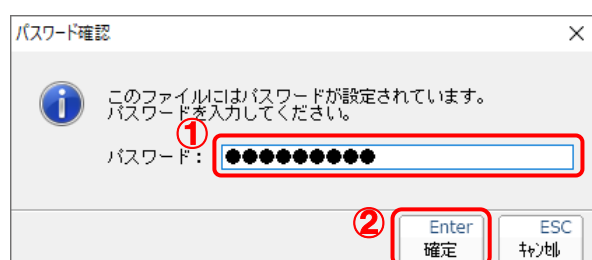 パスワード確認
このファイルにはパスワードが設定されています。
パスワードを入力してください。
①
パスワード： ●●●●●●●●●
②
Enter
確定
ESC
ｷｬﾝｾﾙ